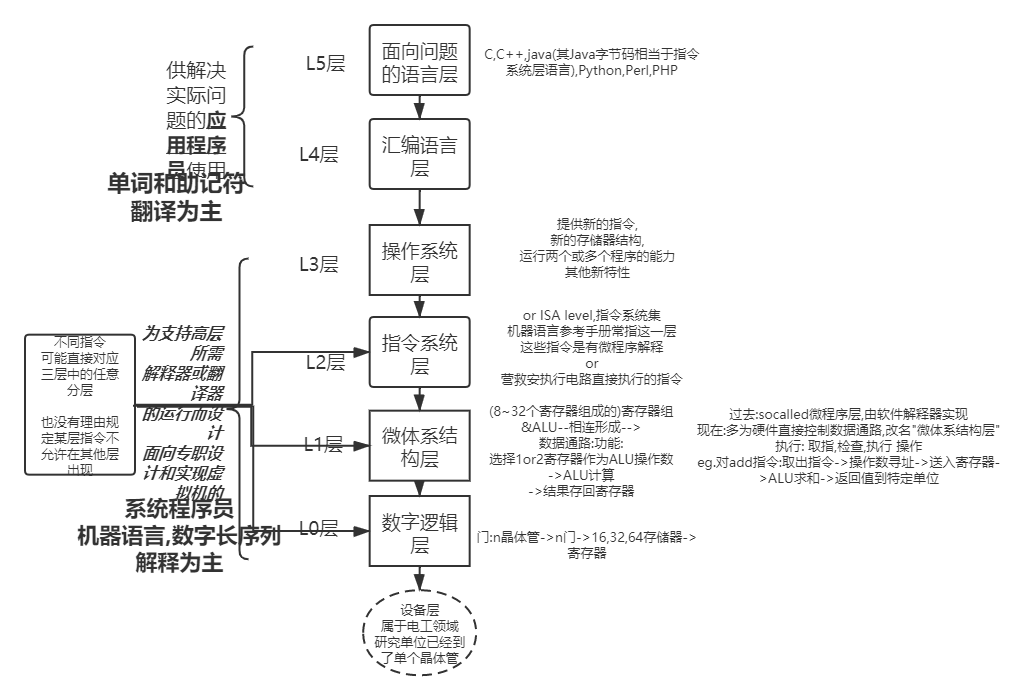 面向问题
的语言层
L5层
C,C++,java(其Java字节码相当于指令
系统层语言),Python,Perl,PHP
供解决
实际问
题的应
用程序
员使用
单词和助记符
翻译为主
L4层
汇编语言
层
L3层
操作系统
层
提供新的指令,
新的存储器结构,
运行两个或多个程序的能力
其他新特性
不同指令
可能直接对应
三层中的任意
分层
也没有理由规
定某层指令不
允许在其他层
出现
为支持高层
所需
解释器或翻
译器
的运行而设
计
面向专职设
计和实现虚
拟机的
系统程序员
机器语言,数字长序列
解释为主
L2层
指令系统
层
or ISA level,指令系统集
机器语言参考手册常指这一层
这些指令是有微程序解释
or
营救安执行电路直接执行的指令
L1层
微体系结
构层
(8~32个寄存器组成的)寄存器组
&ALU--相连形成-->
数据通路:功能:
选择1or2寄存器作为ALU操作数
->ALU计算
->结果存回寄存器
过去:socalled微程序层,由软件解释器实现
现在:多为硬件直接控制数据通路,改名"微体系结构层"
执行: 取指,检查,执行 操作
eg.对add指令:取出指令->操作数寻址->送入寄存器-
>ALU求和->返回值到特定单位
L0层
数字逻辑
层
门:n晶体管->n门->16,32,64存储器->
寄存器
设备层
属于电工领域
研究单位已经到
了单个晶体管